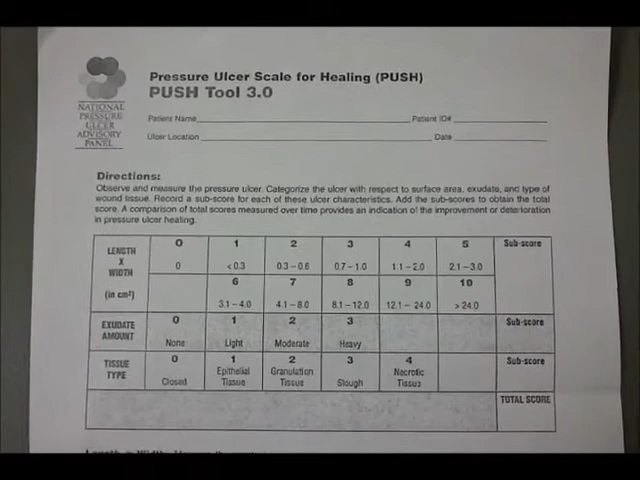 NATIONAL
PRESSURE
ULCER
ADVISORY
PANEL
Pressure Ulcer Scale for Healing (PUSH)
PUSH Tool 3.0
Patient Name Patient ID#
Ulcer Location Date
Directions:
Observe and measure the pressure ulcer. Categorize the ulcer with respect to surface area, exudate, and type of
wound tissue. Record a sub-score for each of these ulcer characteristics. Add the sub-scores to obtain the total
score. A comparison of total scores measured over time provides an indication of the improvement or deterioration
in pressure ulcer healing.
LENGTH
X
WIDTH
(in cm²)
0 1 2 3 4 5 Sub-score
0 <0.3 0.3–0.6 0.7–1.0 1.1–2.0 2.1–3.0
6 7 8 9 10
3.1–4.0 4.1–8.0 8.1–12.0 12.1–24.0 >24.0
EXUDATE
AMOUNT
0 1 2 3 Sub-score
None Light Moderate Heavy
TISSUE
TYPE
0 1 2 3 4 Sub-score
Closed Epithelial
Tissue Granulation
Tissue Slough Necrotic
Tissue
TOTAL SCORE